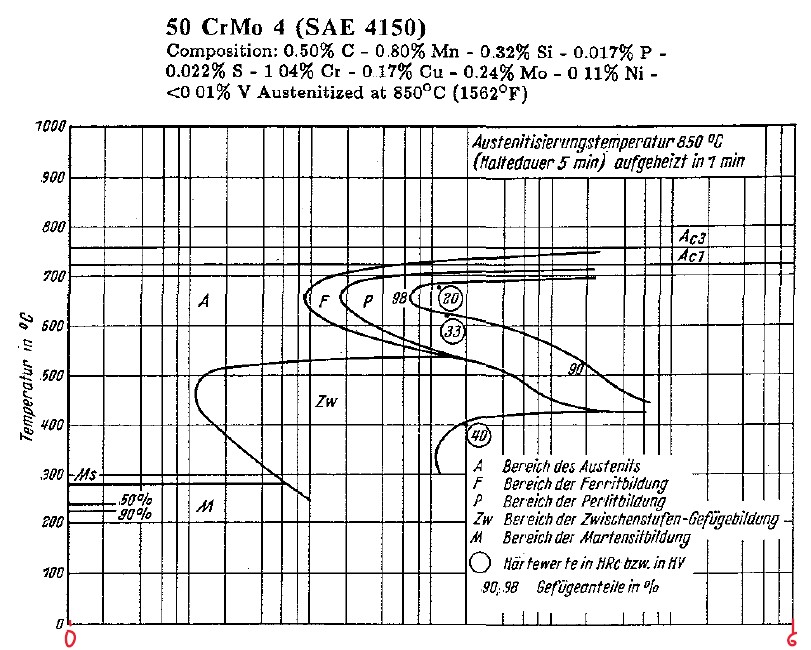 50 CrMo 4 (SAE 4150)
Composition: 0.50% C - 0.80% Mn - 0.32% Si - 0.017% P -
0.022% S - 1 04% Cr - 0 17% Cu - 0.24% Mo - 0 11% Ni -
<0 01% V Austenitized at 850°C (1562°F)
1000
Austenitisierungstemperatur 850 °C
(Haltedauer 5 min) aufgeheizt in 1 min
900
800
Ac3
Ac1
700
A
F
P
98
20
600
33
Temperatur in °C
500
90
Zw
400
40
300
Ms
50%
90%
M
200
100
0
A Bereich des Austenits
F Bereich der Ferritbildung
P Bereich der Perlitbildung
Zw Bereich der Zwischenstufen-Gefügebildung
M Bereich der Martensitbildung
Härtewerte in HRc bzw. in HV
90, 98 Gefügeanteile in %
0
6